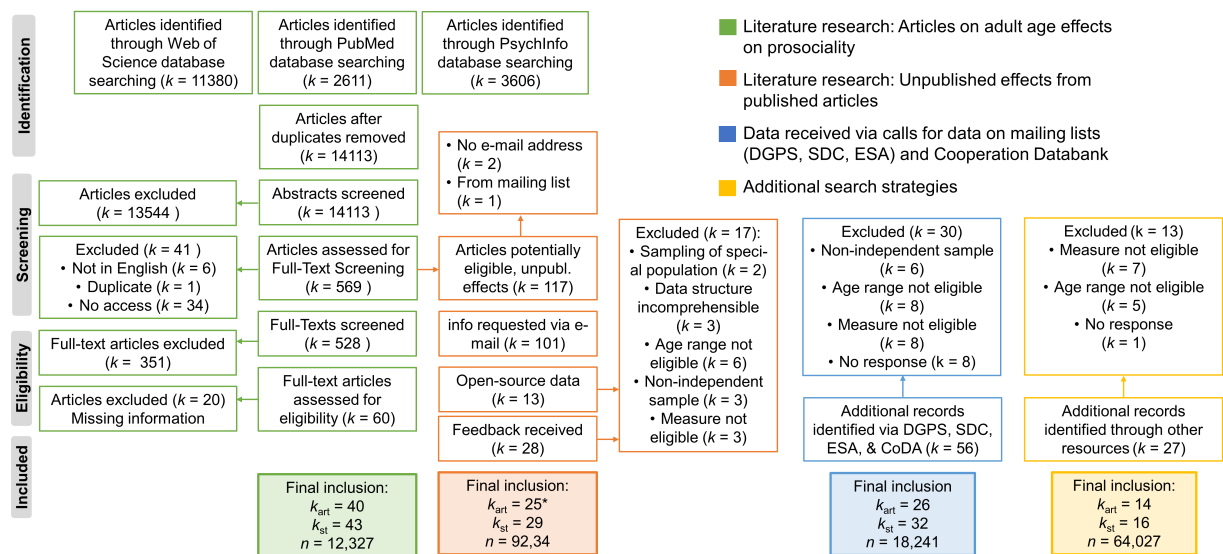 Identification
Articles identified
through Web of
Science database
searching (k = 11380)
Articles identified
through PubMed
database searching
(k = 2611)
Articles identified
through PsychInfo
database searching
(k = 3606)
Articles after
duplicates removed
(k = 14113)
Literature research: Articles on adult age effects
on prosociality
Literature research: Unpublished effects from
published articles
Data received via calls for data on mailing lists
(DGPS, SDC, ESA) and Cooperation Databank
Additional search strategies
• No e-mail address
(k = 2)
• From mailing list
(k = 1)
Screening
Articles excluded
(k = 13544 )
Abstracts screened
(k = 14113 )
Excluded (k = 41 )
• Not in English (k = 6)
• Duplicate (k = 1)
• No access (k = 34)
Articles assessed for
Full-Text Screening
(k = 569 )
Articles potentially
eligible, unpubl.
effects (k = 117)
Eligibility
Full-text articles excluded
(k = 351)
Full-Texts screened
(k = 528 )
info requested via e-
mail (k = 101)
Articles excluded (k = 20)
Missing information
Full-text articles
assessed for
eligibility (k = 60)
Open-source data
(k = 13)
Feedback received
(k = 28)
Excluded (k = 17):
• Sampling of speci-
al population (k = 2)
• Data structure
incomprehensible
(k = 3)
• Age range not
eligible (k = 6)
• Non-independent
sample (k = 3)
• Measure not
eligible (k = 3)
Excluded (k = 30)
• Non-independent sample
(k = 6)
• Age range not eligible
(k = 8)
• Measure not eligible
(k = 8)
• No response (k = 8)
Additional records
identified via DGPS, SDC,
ESA, & CoDA (k = 56)
Excluded (k = 13)
• Measure not eligible
(k = 7)
• Age range not eligible
(k = 5)
• No response
(k = 1)
Additional records
identified through other
resources (k = 27)
Included
Final inclusion:
kart = 40
kst = 43
n = 12,327
Final inclusion:
kart = 25*
kst = 29
n = 92,34
Final inclusion
kart = 26
kst = 32
n = 18,241
Final inclusion:
kart = 14
kst = 16
n = 64,027